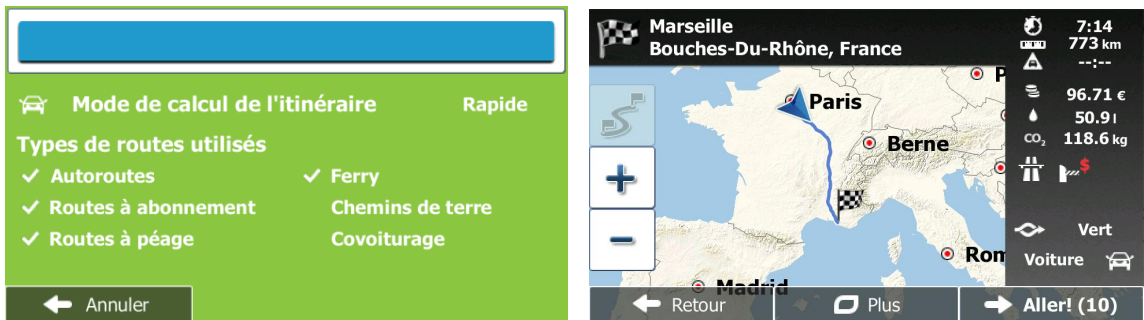 Mode de calcul de l'itinéraire Rapide
Types de routes utilisés
Autoroutes Ferry
Routes à abonnement Chemins de terre
Routes à péage Covoiturage
Annuler
Marseille
Bouches-Du-Rhône, France
7:14
773 km
--:--
96.71 €
50.9 l
CO2 118.6 kg
$
Vert
Voiture
P
Paris
Berne
Rom
Madrid
Retour Plus Aller! (10)